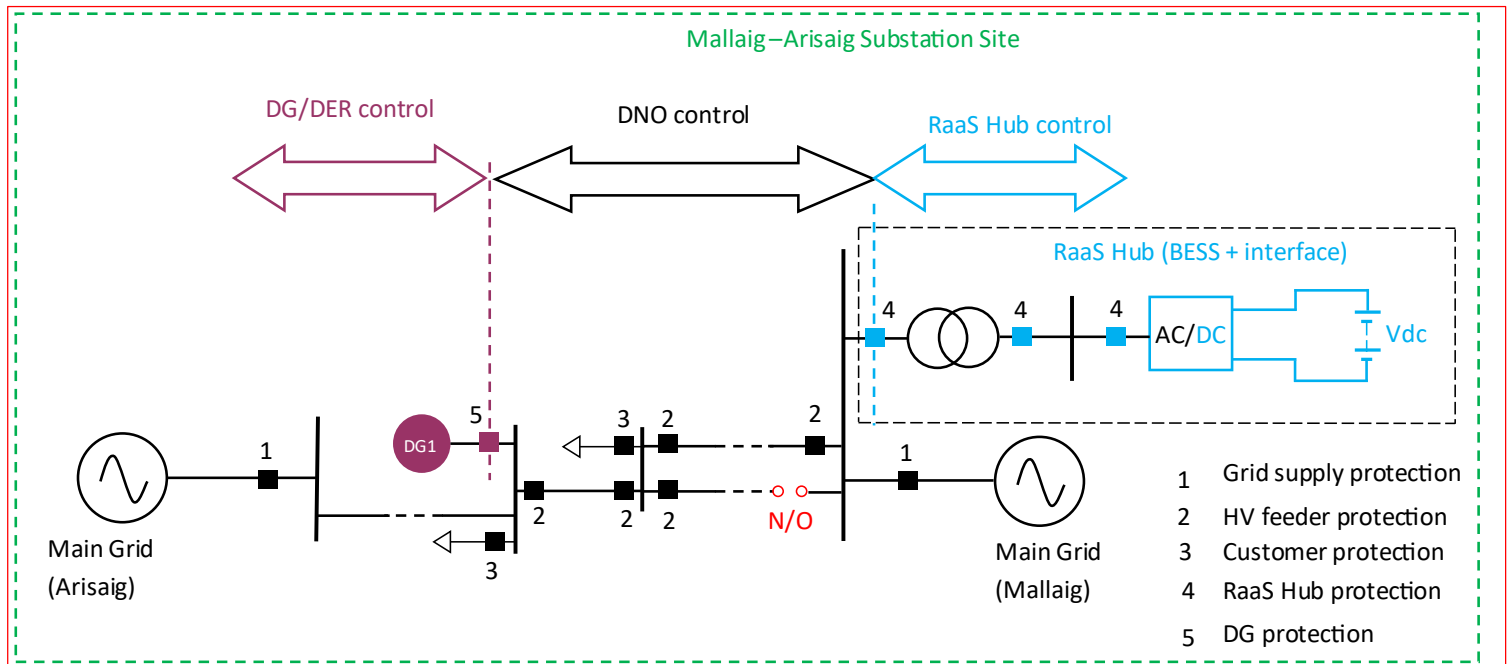 Mallaig–Arisaig Substation Site
DG/DER control
DNO control
RaaS Hub control
RaaS Hub (BESS + interface)
4
4
4
AC/DC
Vdc
5
DG1
3
2
2
1
1
2
2
2
N/O
3
Main Grid
(Arisaig)
Main Grid
(Mallaig)
1 Grid supply protection
2 HV feeder protection
3 Customer protection
4 RaaS Hub protection
5 DG protection